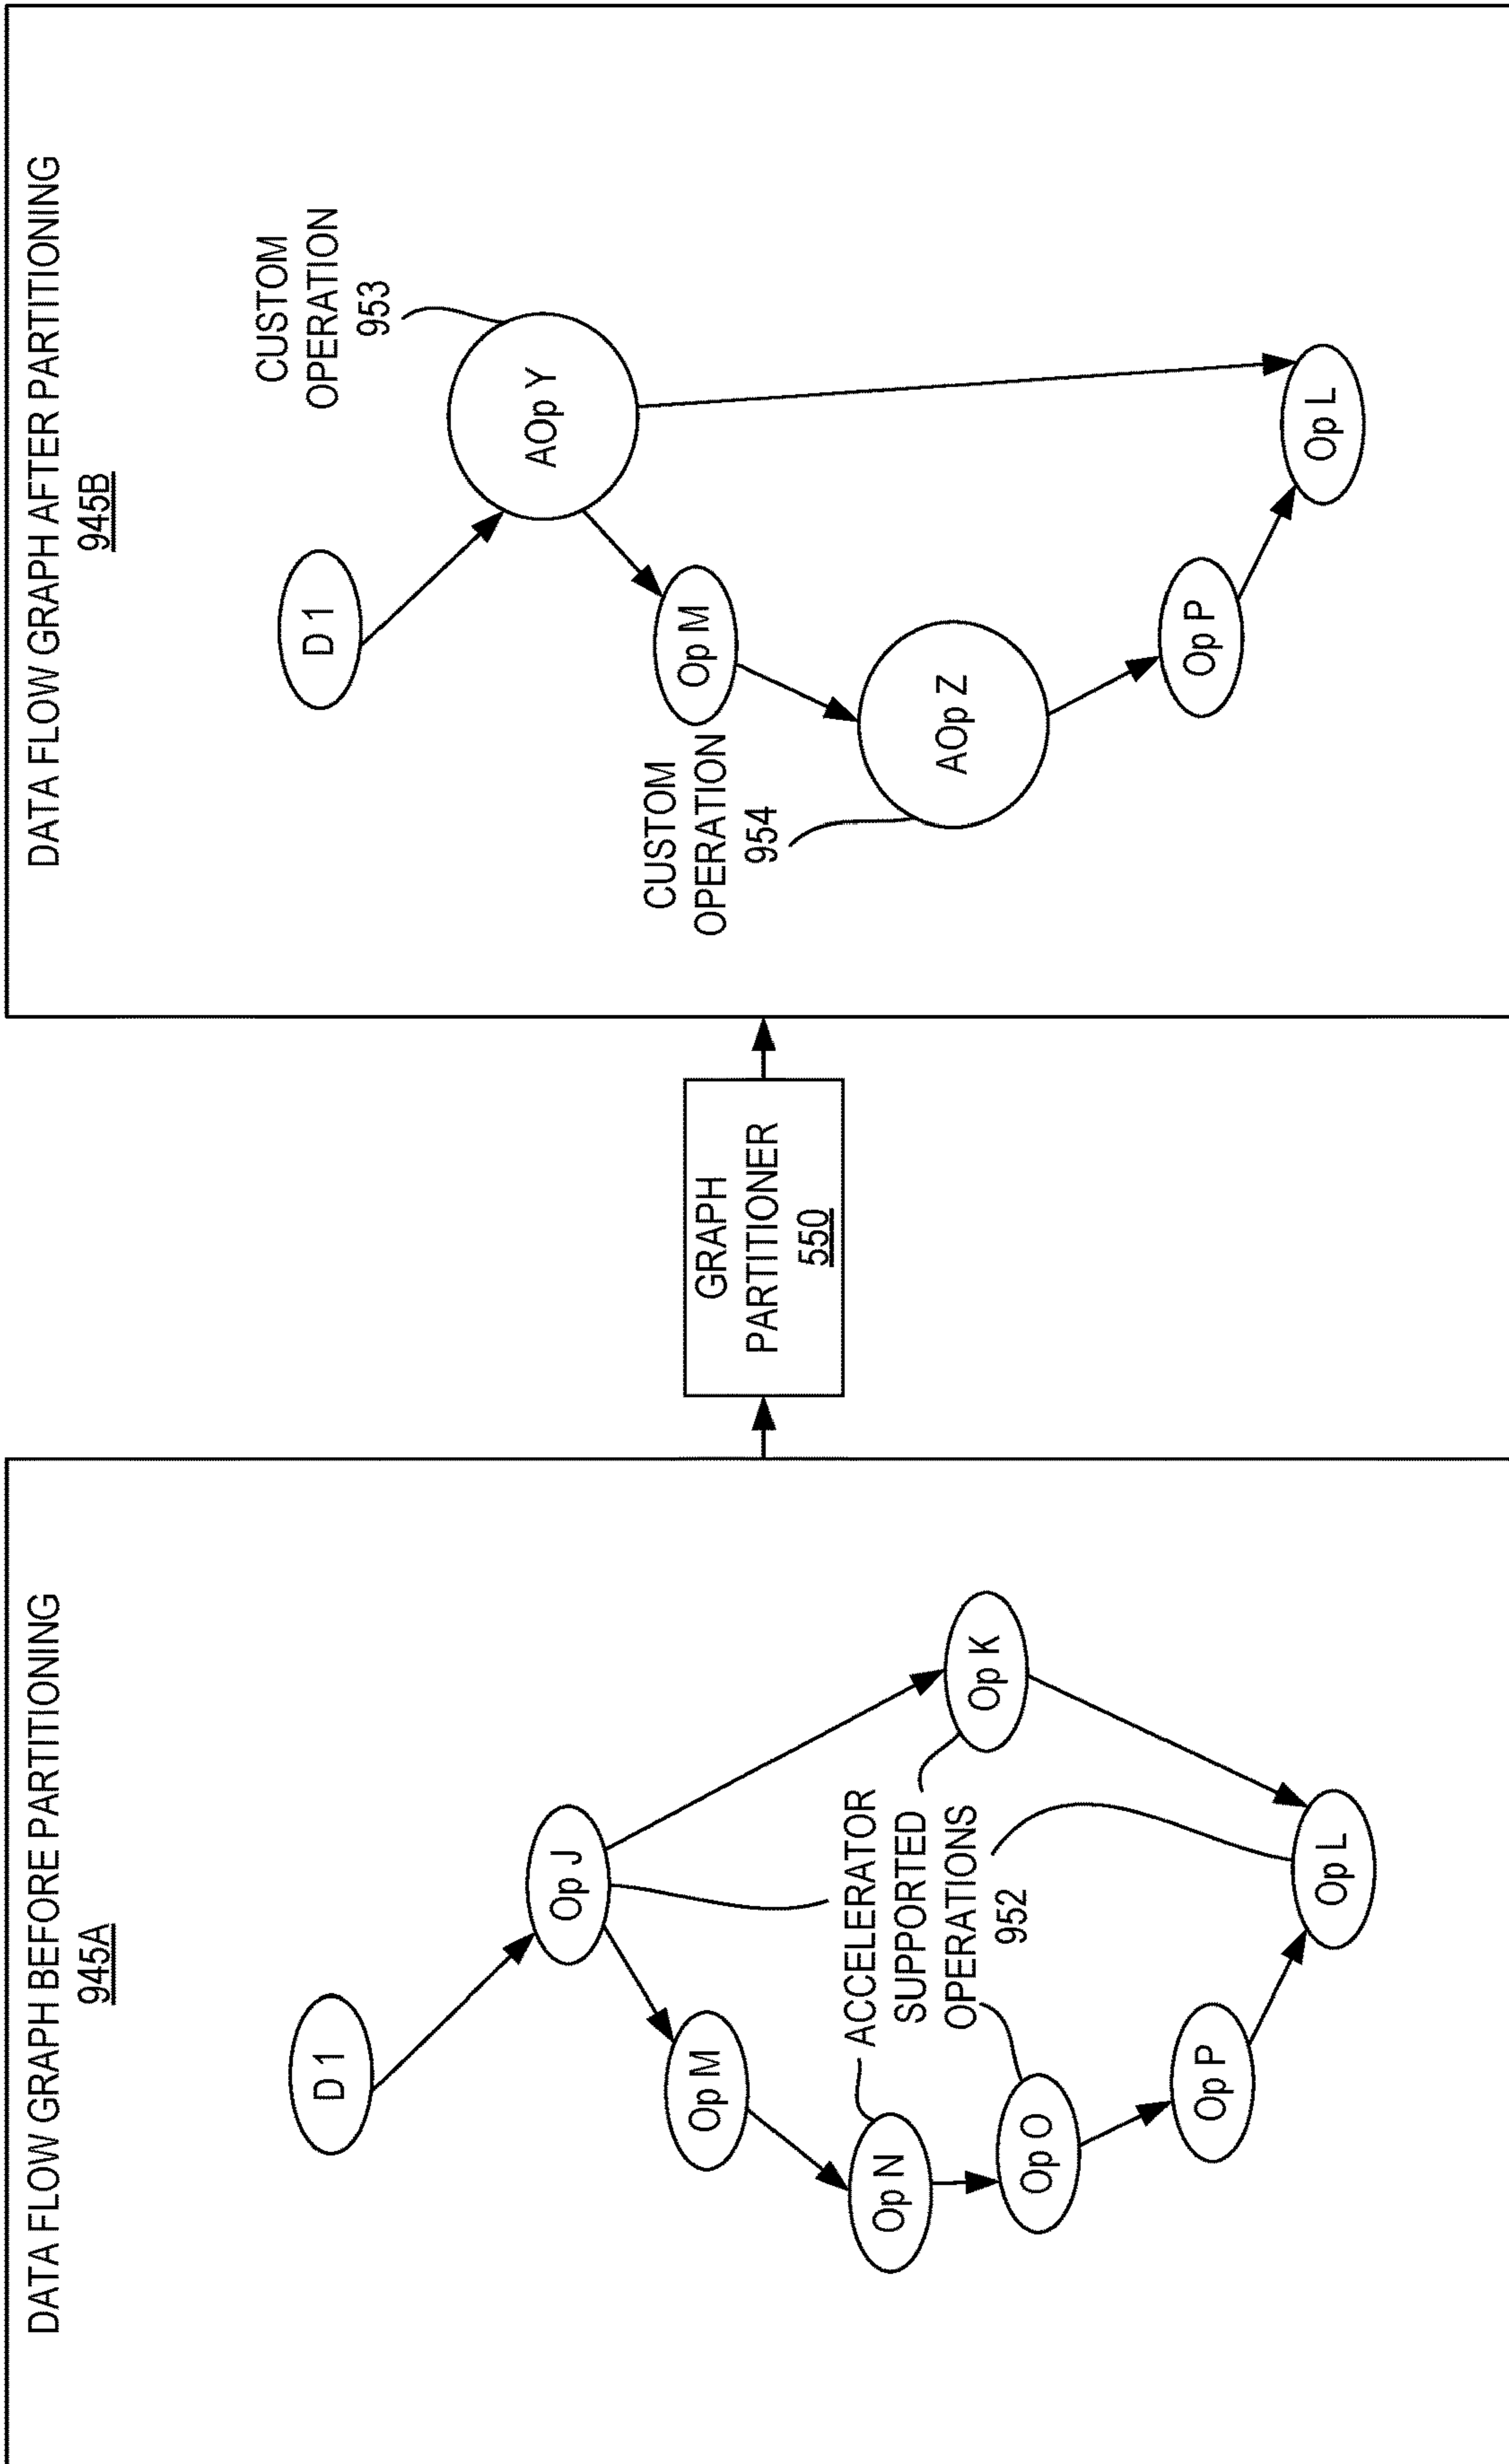 DATA FLOW GRAPH BEFORE PARTITIONING
945A
D 1
Op J
Op M
ACCELERATOR
SUPPORTED
OPERATIONS
952
Op K
Op N
Op O
Op P
Op L
GRAPH
PARTITIONER
550
DATA FLOW GRAPH AFTER PARTITIONING
945B
CUSTOM
OPERATION
953
D 1
AOp Y
Op M
CUSTOM
OPERATION
954
AOp Z
Op P
Op L